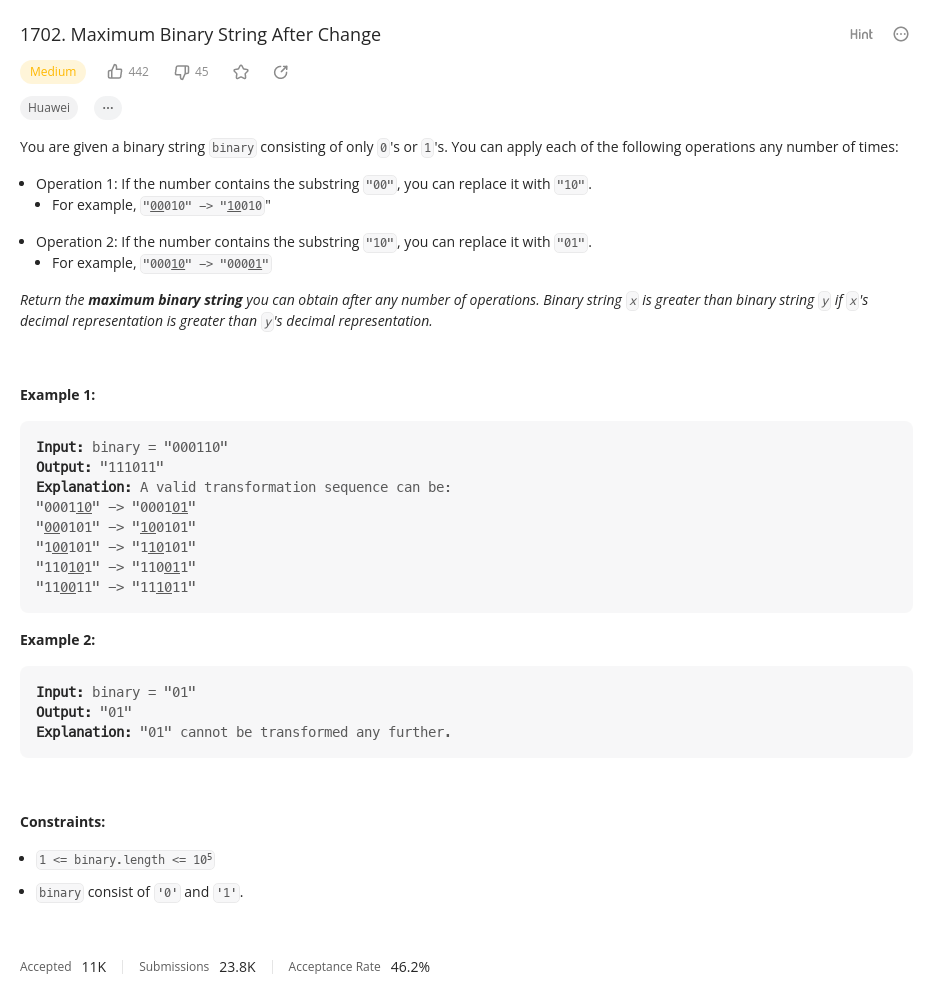 1702. Maximum Binary String After Change
Hint
Medium 442 45
Huawei ...
You are given a binary string binary consisting of only 0's or 1's. You can apply each of the following operations any number of times:
• Operation 1: If the number contains the substring "00", you can replace it with "10".
• For example, "00010" -> "10010"
• Operation 2: If the number contains the substring "10", you can replace it with "01".
• For example, "00010" -> "00001"
Return the maximum binary string you can obtain after any number of operations. Binary string x is greater than binary string y if x's
decimal representation is greater than y's decimal representation.
Example 1:
Input: binary = "000110"
Output: "111011"
Explanation: A valid transformation sequence can be:
"000110" -> "000101"
"000101" -> "100101"
"100101" -> "110101"
"110101" -> "110011"
"110011" -> "111011"
Example 2:
Input: binary = "01"
Output: "01"
Explanation: "01" cannot be transformed any further.
Constraints:
• 1 <= binary.length <= 10⁵
• binary consist of '0' and '1'.
Accepted 11K Submissions 23.8K Acceptance Rate 46.2%